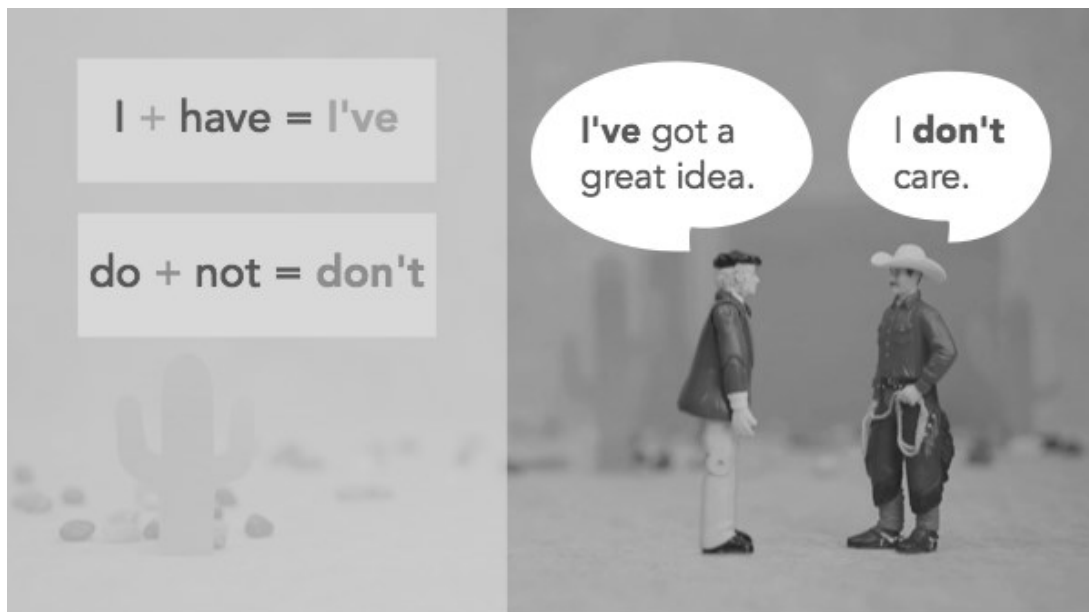 I + have = I've
do + not = don't
I've got a
great idea.
I don't
care.